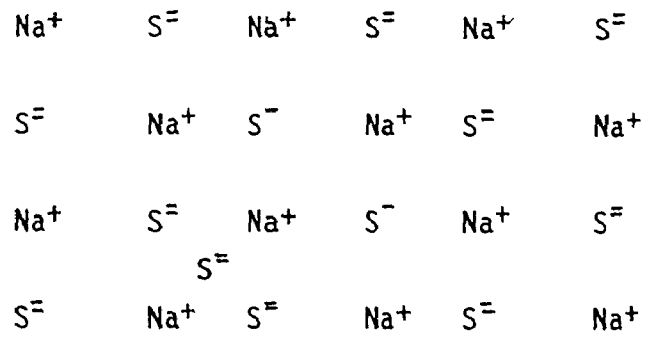 Na⁺ S⁼ Na⁺ S⁼ Na⁺ S⁼
S⁼ Na⁺ S⁻ Na⁺ S⁼ Na⁺
Na⁺ S⁼ Na⁺ S⁻ Na⁺ S⁼
S⁼
S⁼ Na⁺ S⁼ Na⁺ S⁼ Na⁺